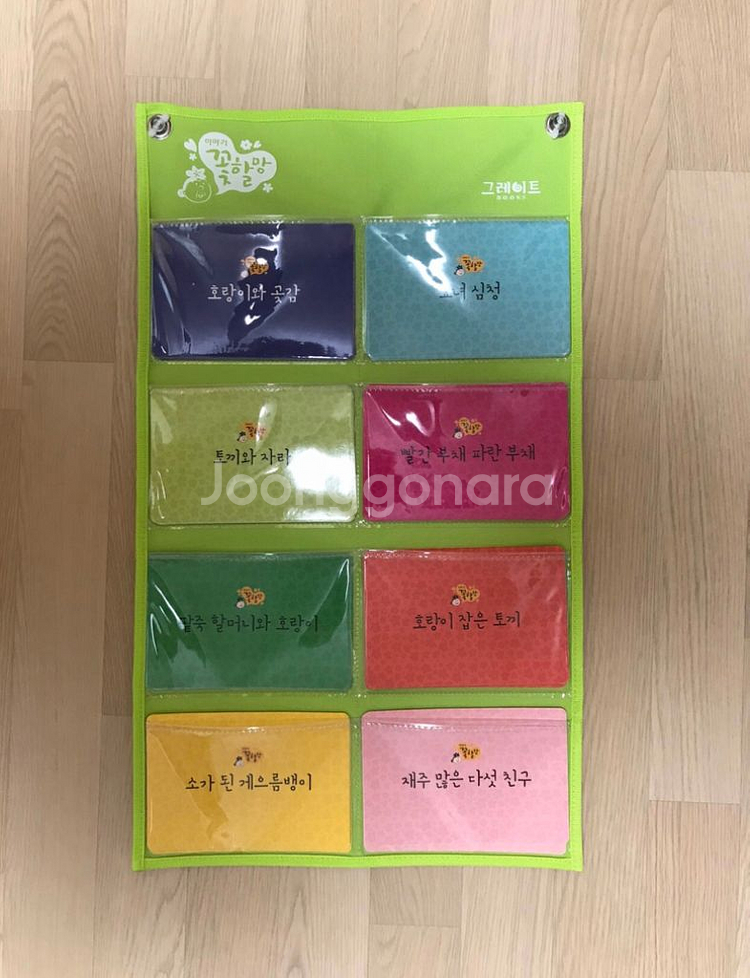 이야기
꽃할망
그레이트
BOOKS
호랑이와 곶감
심청
토끼와 자라
빨간 부채 파란 부채
Joonggonara
팥죽 할머니와 호랑이
호랑이 잡은 토끼
소가 된 게으름뱅이
재주 많은 다섯 친구